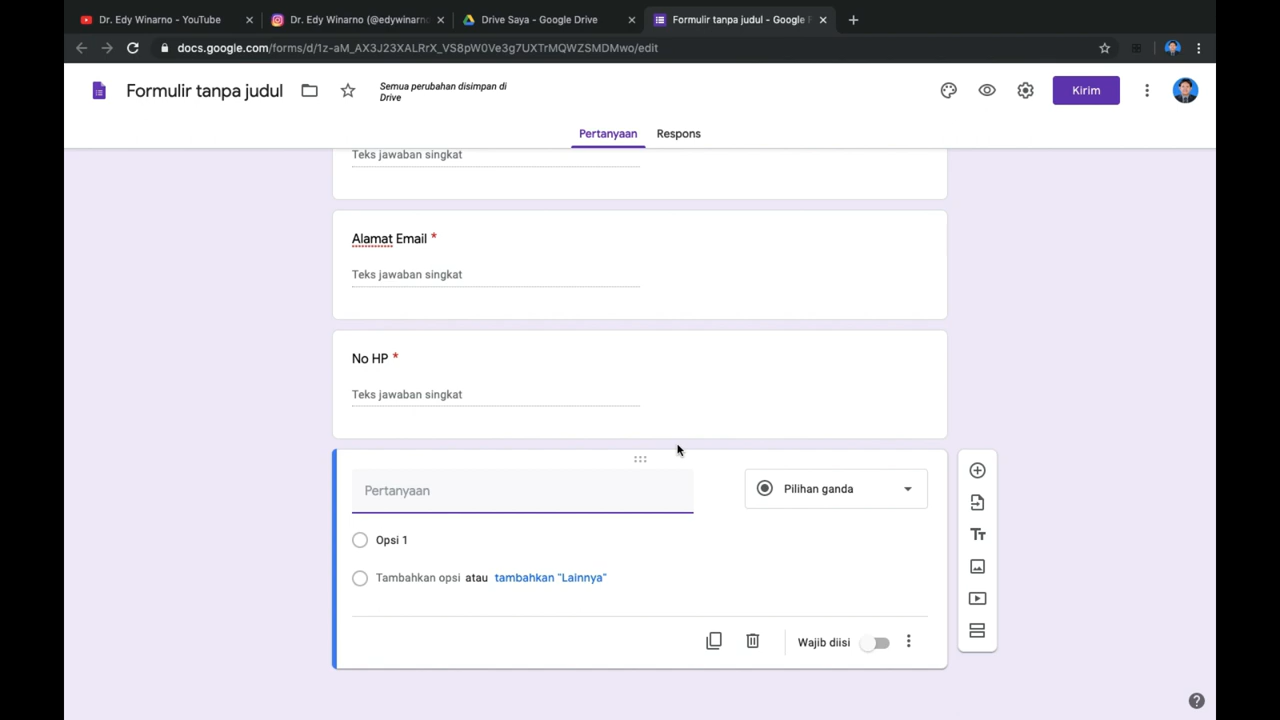 Dr. Edy Winarno - YouTube
Dr. Edy Winarno (@edywinarno
Drive Saya - Google Drive
Formulir tanpa judul - Google F
docs.google.com/forms/d/1z-aM_AX3J23XALRrX_VS8pW0Ve3g7UXTrMQWZSMDMwo/edit
Formulir tanpa judul
Semua perubahan disimpan di
Drive
Kirim
Pertanyaan
Respons
Teks jawaban singkat
Alamat Email *
Teks jawaban singkat
No HP *
Teks jawaban singkat
Pertanyaan
Pilihan ganda
Opsi 1
Tambahkan opsi atau tambahkan "Lainnya"
Wajib diisi